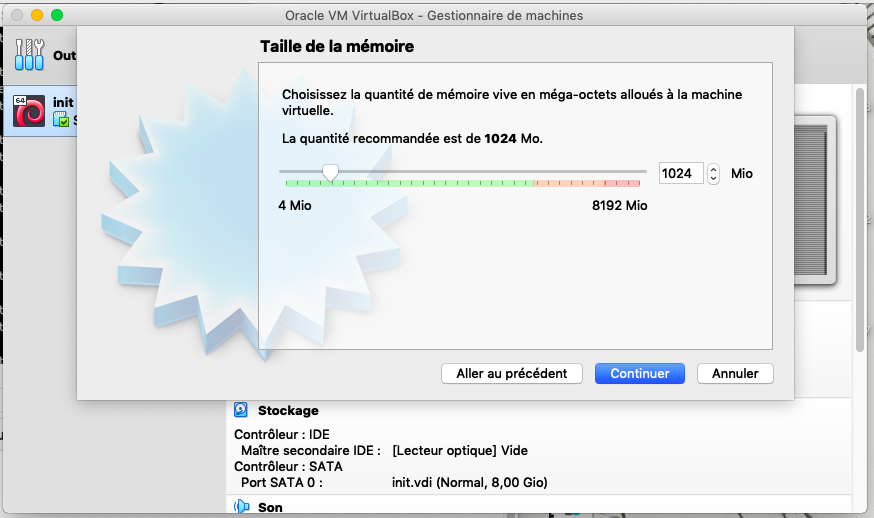 Oracle VM VirtualBox - Gestionnaire de machines
Taille de la mémoire
Out
64
init
Choisissez la quantité de mémoire vive en méga-octets alloués à la machine
virtuelle.
La quantité recommandée est de 1024 Mo.
1024 Mio
4 Mio 8192 Mio
Aller au précédent Continuer Annuler
Stockage
Contrôleur : IDE
Maître secondaire IDE : [Lecteur optique] Vide
Contrôleur : SATA
Port SATA 0 : init.vdi (Normal, 8,00 Gio)
Son